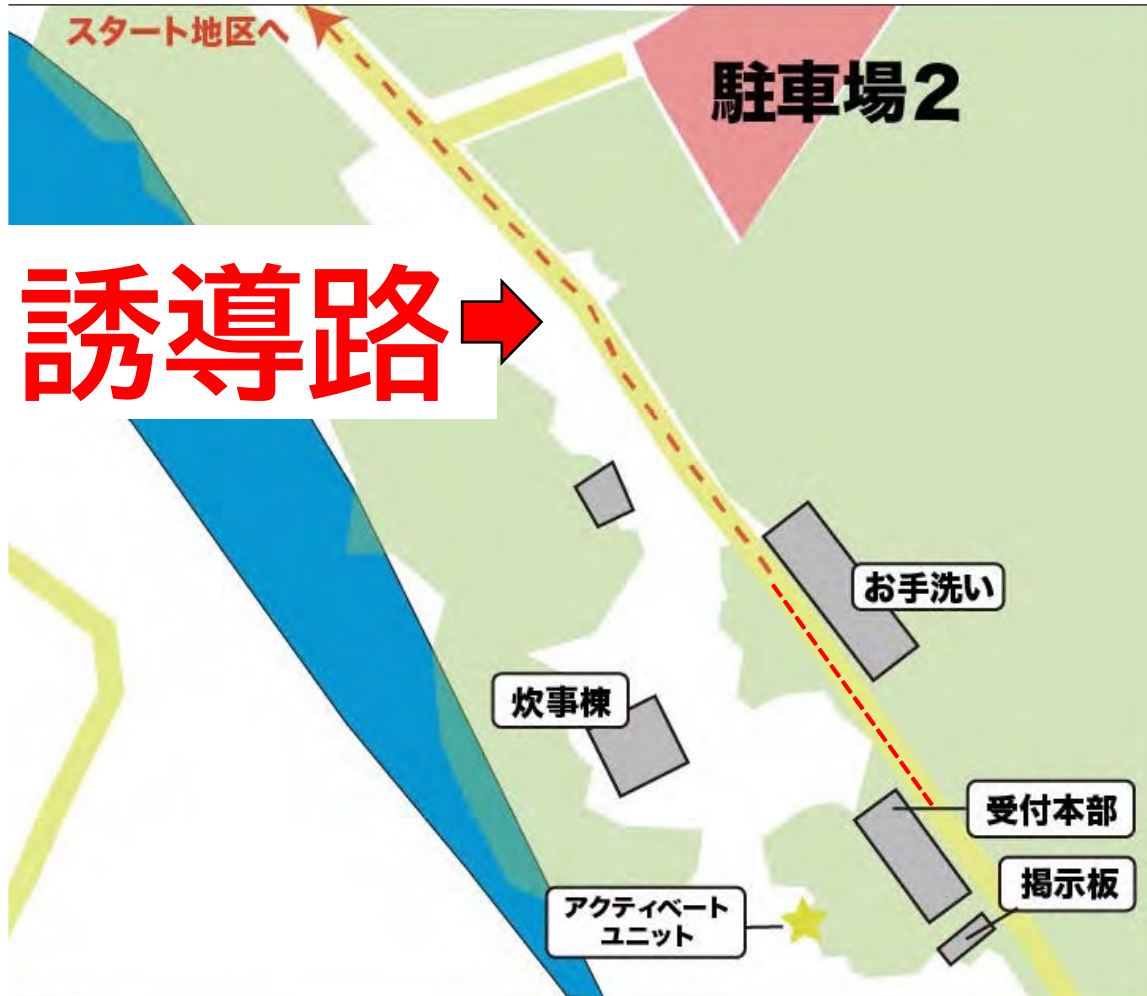 スタート地区へ
駐車場2
誘導路
お手洗い
炊事棟
受付本部
掲示板
アクティベート
ユニット